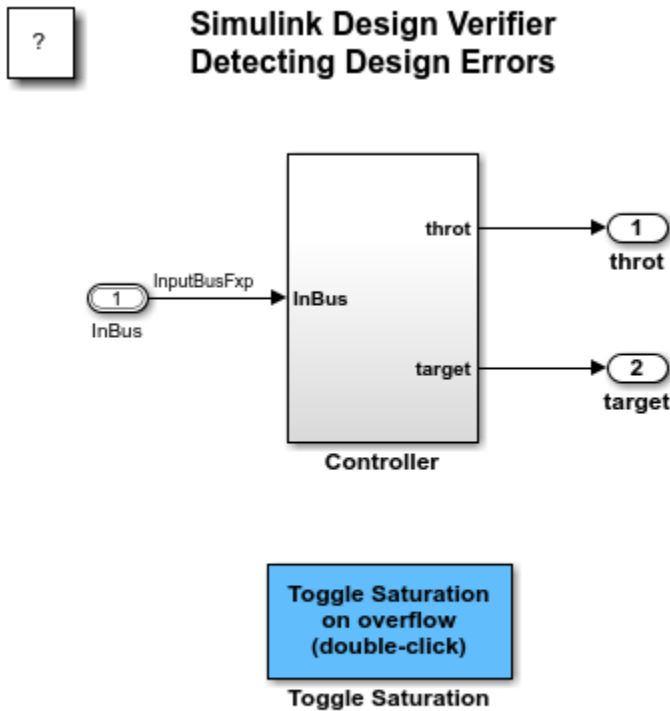 ?
Simulink Design Verifier
Detecting Design Errors
throt
1
throt
InputBusFxp
1
InBus
InBus
target
2
target
Controller
Toggle Saturation
on overflow
(double-click)
Toggle Saturation